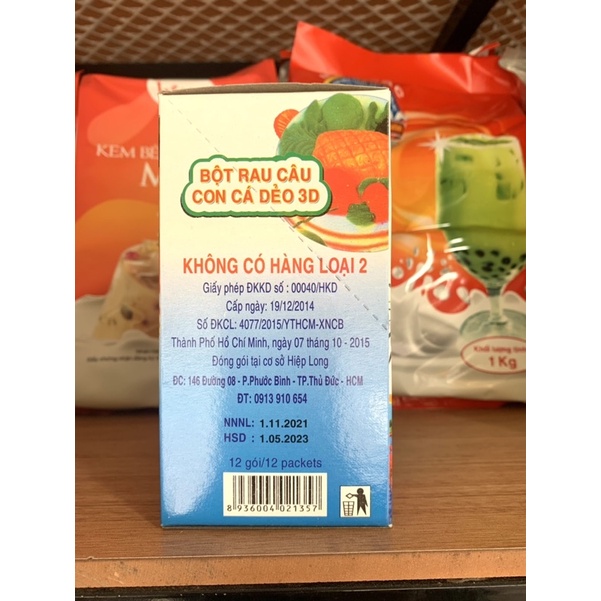 BỘT RAU CÂU
CON CÁ DẺO 3D
KHÔNG CÓ HÀNG LOẠI 2
Giấy phép ĐKKD số : 00040/HKD
Cấp ngày: 19/12/2014
Số ĐKCL: 4077/2015/YTHCM-XNCB
Thành Phố Hồ Chí Minh, ngày 07 tháng 10 - 2015
Đóng gói tại cơ sở Hiệp Long
ĐC: 146 Đường 08 - P.Phước Bình - TP.Thủ Đức - HCM
ĐT: 0913 910 654
NNNL: 1.11.2021
HSD : 1.05.2023
12 gói/12 packets
8 936004 021357
KEM BÉ
M
Khối lượng tịnh
1 Kg